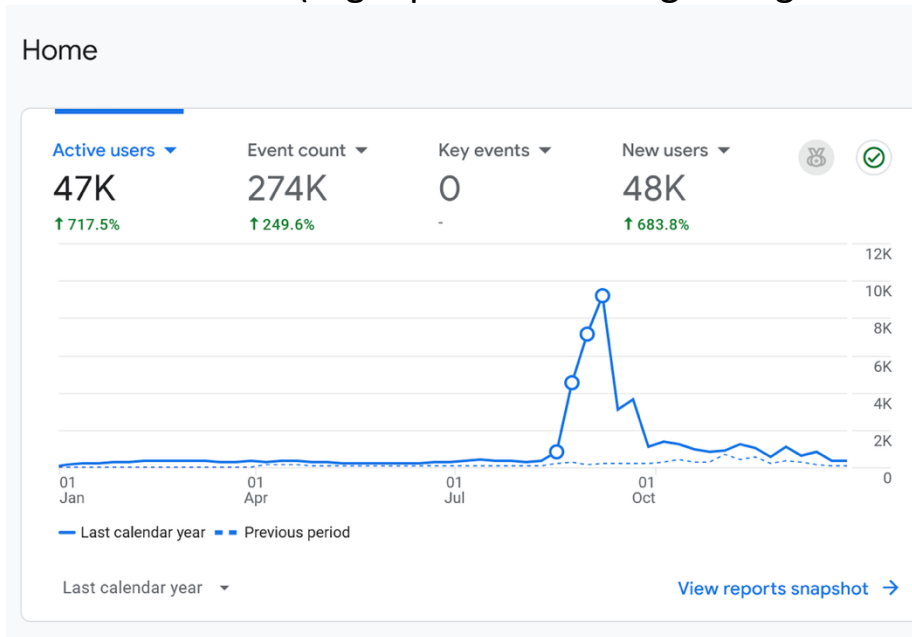 Home
Active users Event count Key events New users
47K 274K 0 48K
↑ 717.5% ↑ 249.6% - ↑ 683.8%
12K
10K
8K
6K
4K
2K
0
01 01 01 01
Jan Apr Jul Oct
Last calendar year Previous period
Last calendar year View reports snapshot →